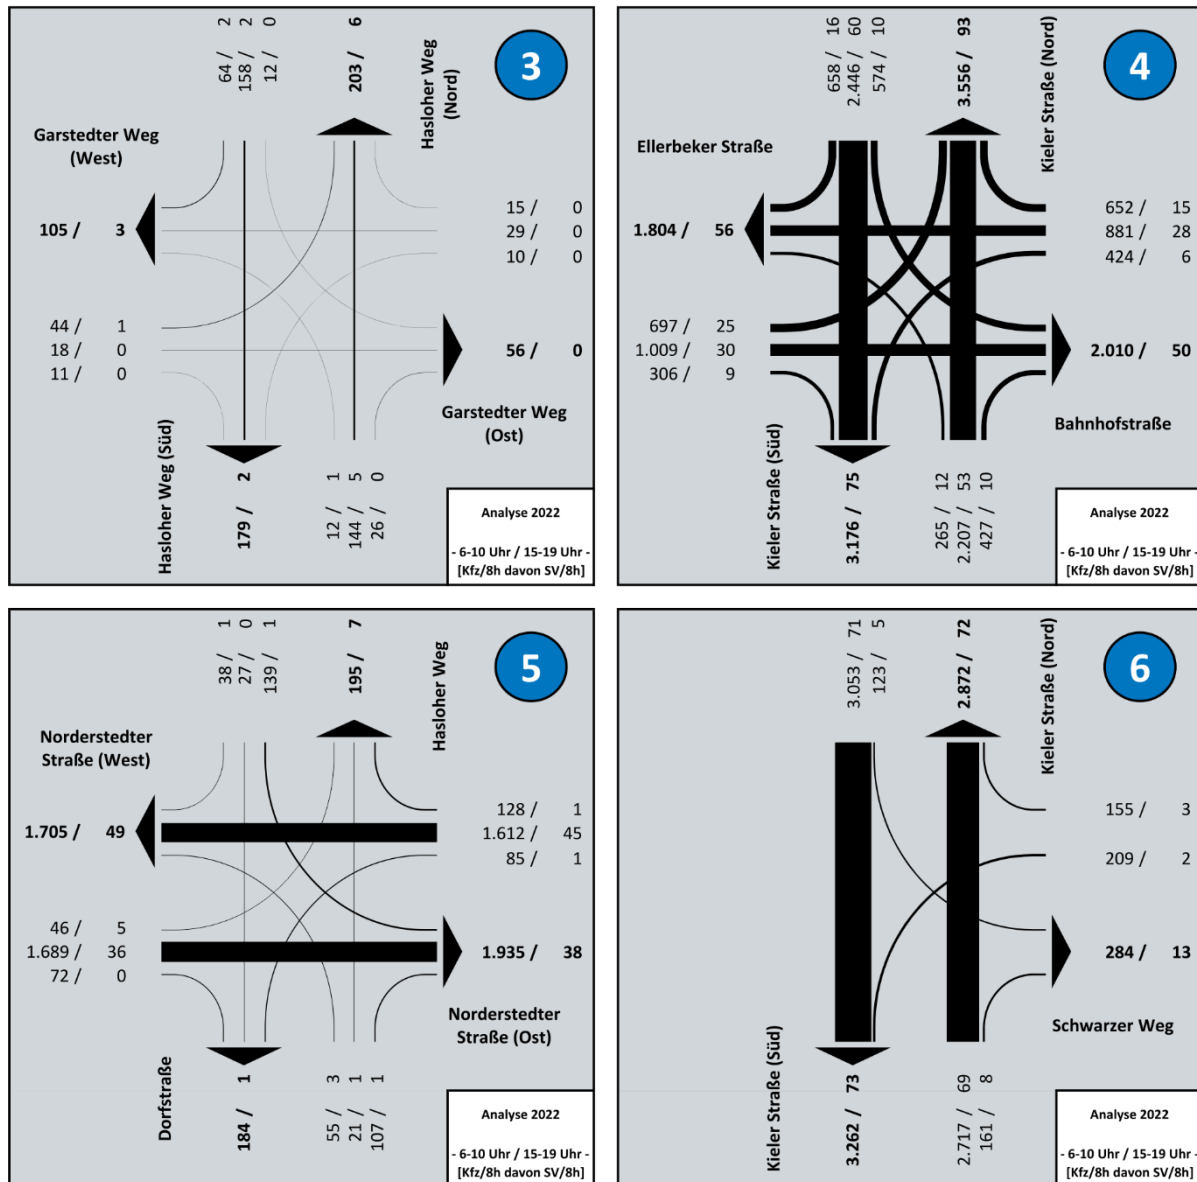 3
64 / 2
158 / 2
12 / 0
203 / 6
Hasloher Weg
(Nord)
Garstedter Weg
(West)
105 / 3
15 / 0
29 / 0
10 / 0
44 / 1
18 / 0
11 / 0
56 / 0
Garstedter Weg
(Ost)
Hasloher Weg (Süd)
179 / 2
12 / 1
144 / 5
26 / 0
Analyse 2022
- 6-10 Uhr / 15-19 Uhr -
[Kfz/8h davon SV/8h]
4
658 / 16
2.446 / 60
574 / 10
3.556 / 93
Kieler Straße (Nord)
Ellerbeker Straße
1.804 / 56
652 / 15
881 / 28
424 / 6
697 / 25
1.009 / 30
306 / 9
2.010 / 50
Bahnhofstraße
Kieler Straße (Süd)
3.176 / 75
265 / 12
2.207 / 53
427 / 10
Analyse 2022
- 6-10 Uhr / 15-19 Uhr -
[Kfz/8h davon SV/8h]
5
38 / 1
27 / 0
139 / 1
195 / 7
Hasloher Weg
Norderstedter
Straße (West)
1.705 / 49
128 / 1
1.612 / 45
85 / 1
46 / 5
1.689 / 36
72 / 0
1.935 / 38
Norderstedter
Straße (Ost)
Dorfstraße
184 / 1
55 / 3
21 / 1
107 / 1
Analyse 2022
- 6-10 Uhr / 15-19 Uhr -
[Kfz/8h davon SV/8h]
6
3.053 / 71
123 / 5
2.872 / 72
Kieler Straße (Nord)
155 / 3
209 / 2
284 / 13
Schwarzer Weg
Kieler Straße (Süd)
3.262 / 73
2.717 / 69
161 / 8
Analyse 2022
- 6-10 Uhr / 15-19 Uhr -
[Kfz/8h davon SV/8h]